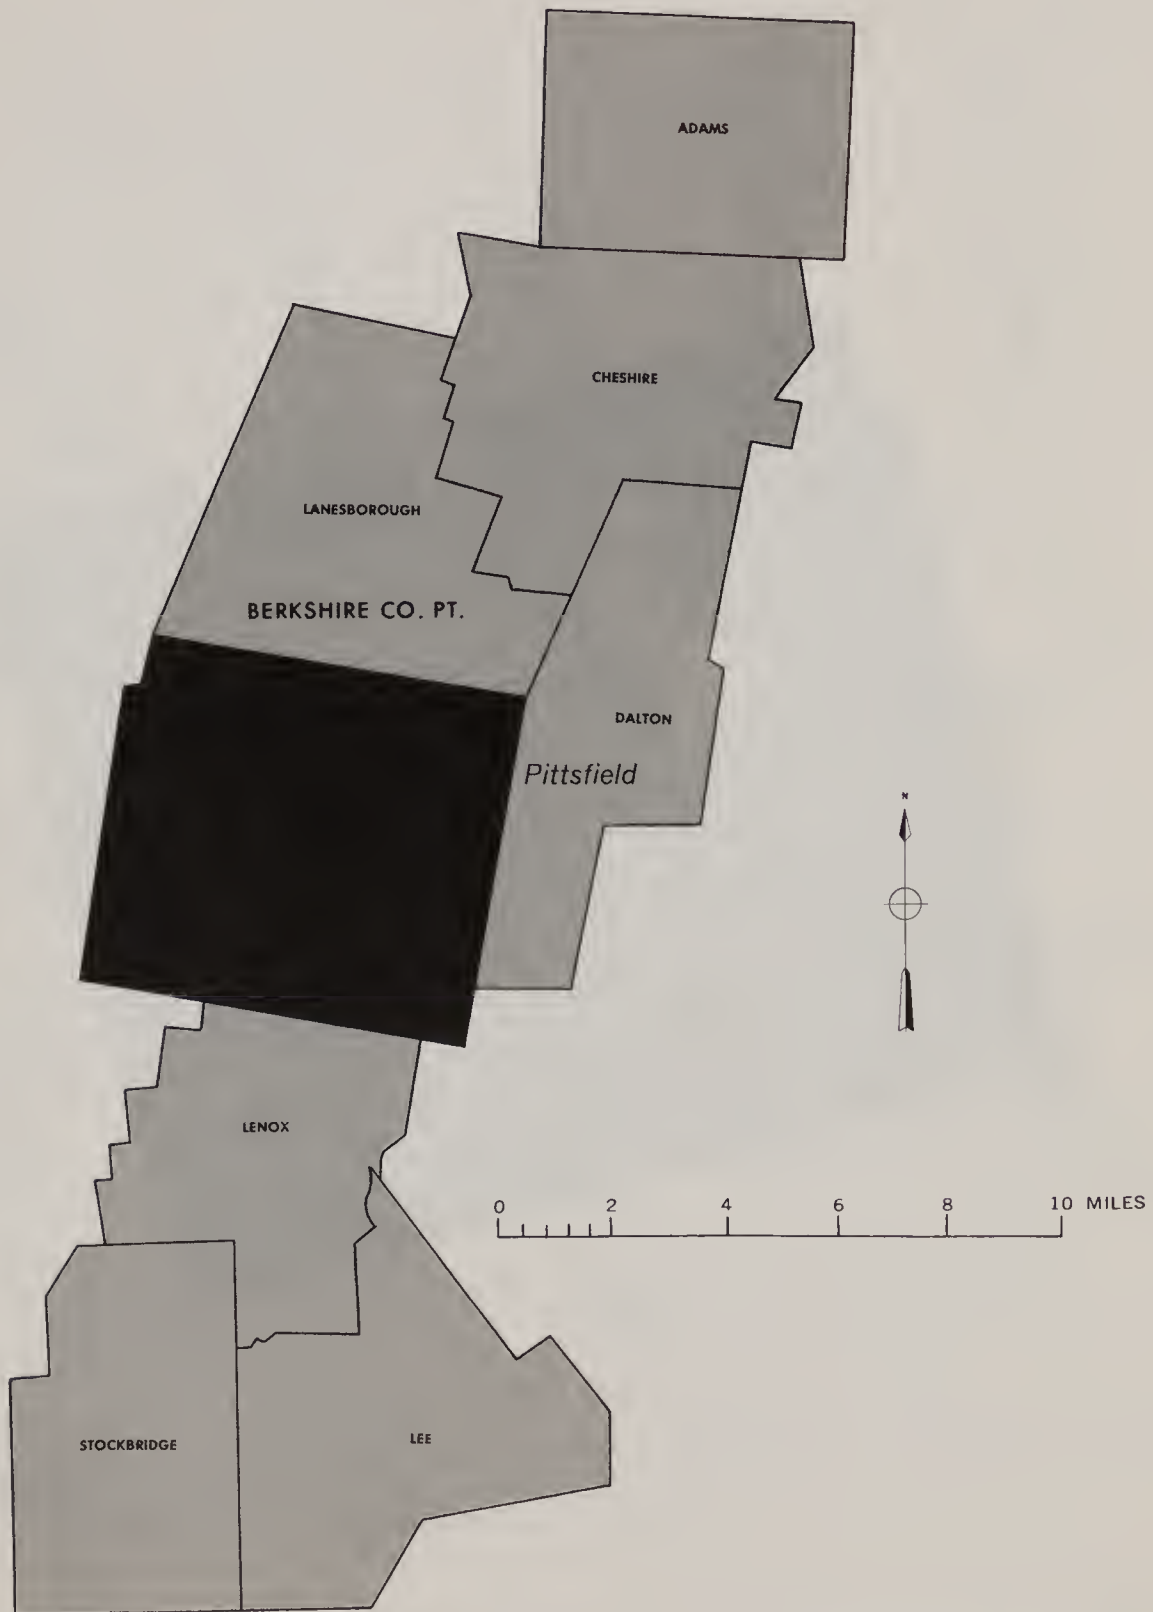 ADAMS
CHESHIRE
LANESBOROUGH
BERKSHIRE CO. PT.
DALTON
Pittsfield
N
LENOX
0 2 4 6 8 10 MILES
STOCKBRIDGE
LEE